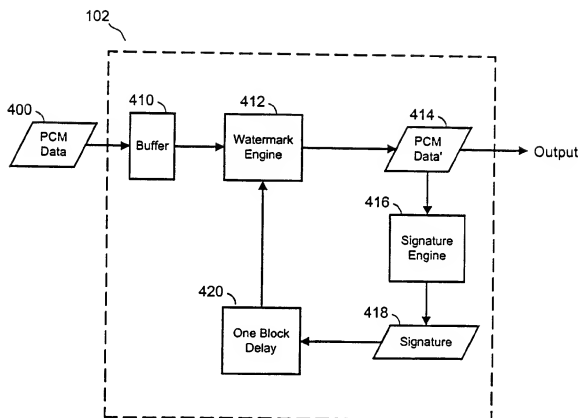 102
400
PCM
Data
410
Buffer
412
Watermark
Engine
414
PCM
Data'
Output
416
Signature
Engine
420
One Block
Delay
418
Signature